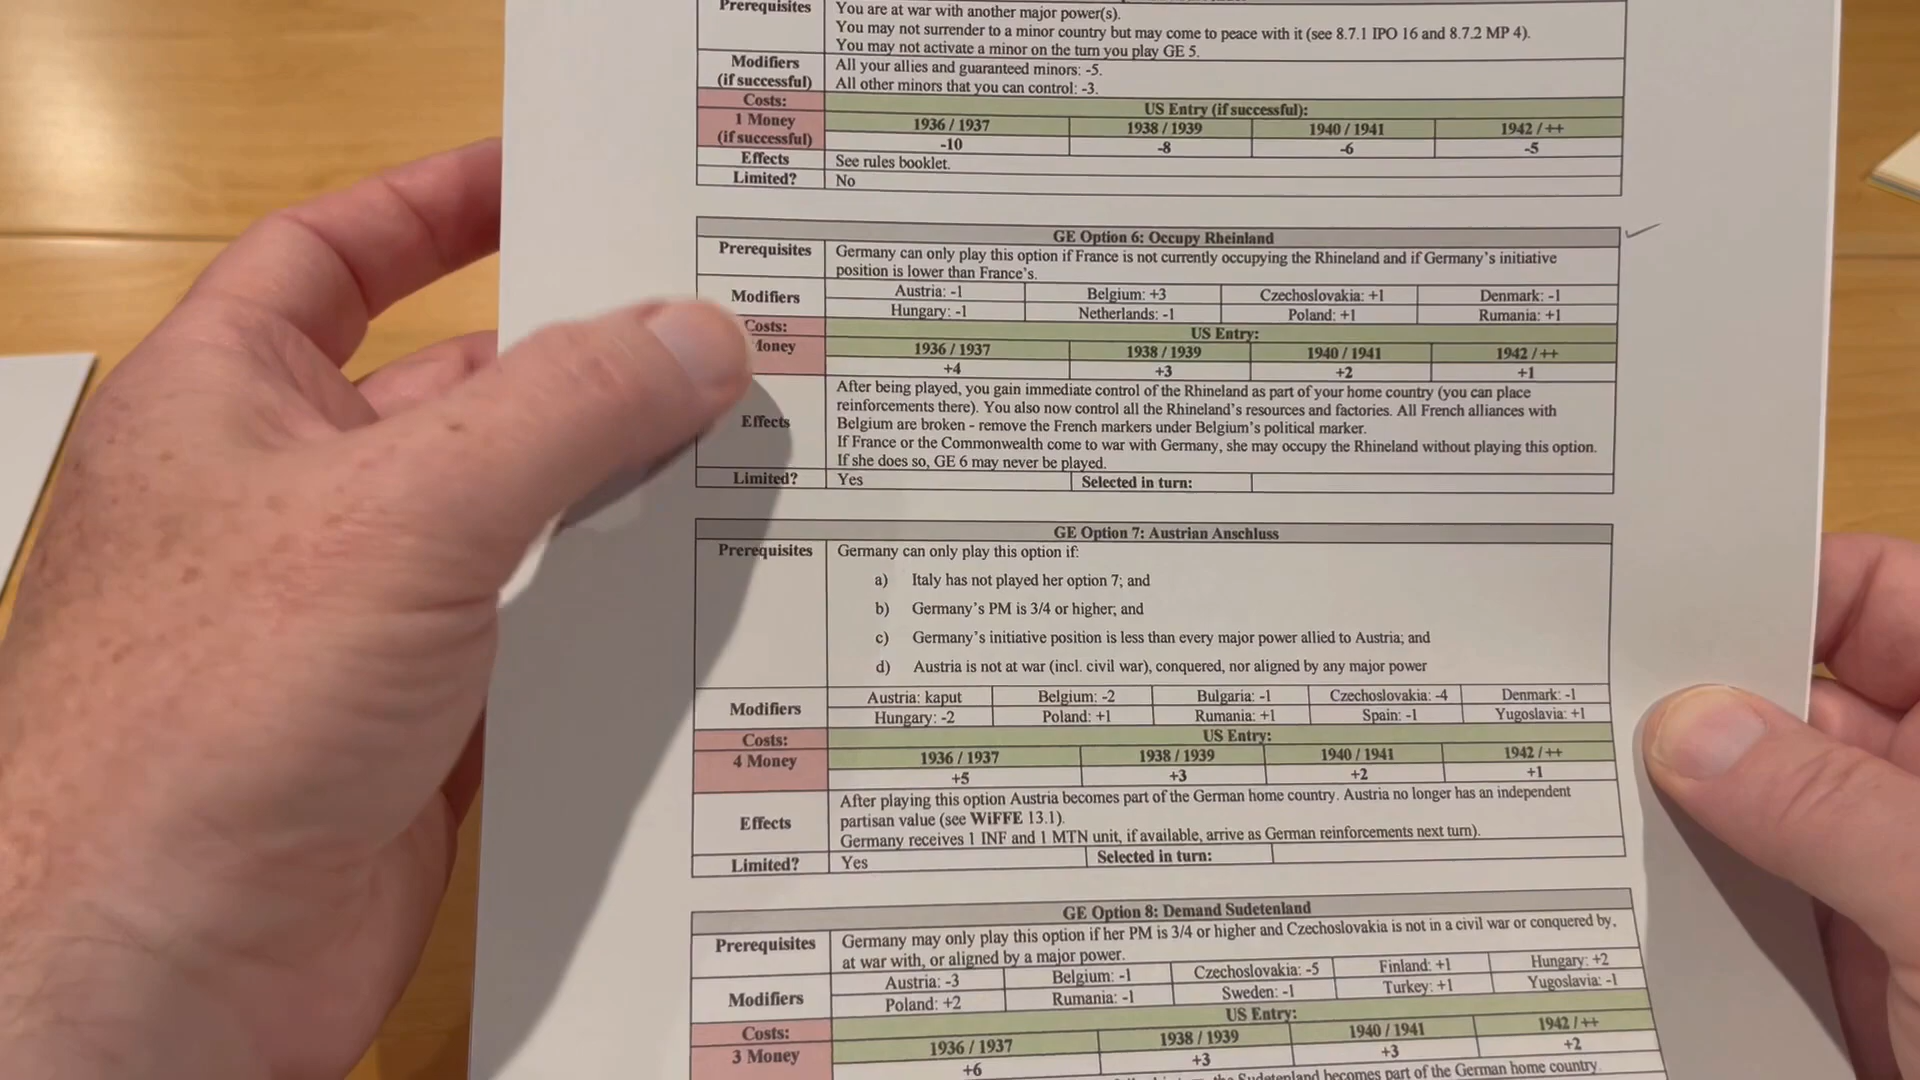 Prerequisites
You are at war with another major power(s).
You may not surrender to a minor country but may come to peace with it (see 8.7.1 IPO 16 and 8.7.2 MP 4).
You may not activate a minor on the turn you play GE 5.
Modifiers (if successful)
All your allies and guaranteed minors: -5.
All other minors that you can control: -3.
Costs: US Entry (if successful):
1 Money (if successful) 1936 / 1937 1938 / 1939 1940 / 1941 1942 / ++
-10 -8 -6 -5
Effects See rules booklet.
Limited? No
GE Option 6: Occupy Rheinland
Prerequisites Germany can only play this option if France is not currently occupying the Rhineland and if Germany's initiative
position is lower than France's.
Modifiers Austria: -1 Belgium: +3 Czechoslovakia: +1 Denmark: -1
Hungary: -1 Netherlands: -1 Poland: +1 Rumania: +1
Costs: US Entry:
Money 1936 / 1937 1938 / 1939 1940 / 1941 1942 / ++
+4 +3 +2 +1
After being played, you gain immediate control of the Rhineland as part of your home country (you can place
reinforcements there). You also now control all the Rhineland's resources and factories. All French alliances with
Effects Belgium are broken - remove the French markers under Belgium's political marker.
If France or the Commonwealth come to war with Germany, she may occupy the Rhineland without playing this option.
If she does so, GE 6 may never be played.
Limited? Yes Selected in turn:
GE Option 7: Austrian Anschluss
Prerequisites Germany can only play this option if:
a) Italy has not played her option 7; and
b) Germany's PM is 3/4 or higher; and
c) Germany's initiative position is less than every major power allied to Austria; and
d) Austria is not at war (incl. civil war), conquered, nor aligned by any major power
Modifiers Austria: kaput Belgium: -2 Bulgaria: -1 Czechoslovakia: -4 Denmark: -1
Hungary: -2 Poland: +1 Rumania: +1 Spain: -1 Yugoslavia: +1
Costs: US Entry:
4 Money 1936 / 1937 1938 / 1939 1940 / 1941 1942 / ++
+5 +3 +2 +1
After playing this option Austria becomes part of the German home country. Austria no longer has an independent
Effects partisan value (see WiFFE 13.1).
Germany receives 1 INF and 1 MTN unit, if available, arrive as German reinforcements next turn).
Limited? Yes Selected in turn:
GE Option 8: Demand Sudetenland
Prerequisites Germany may only play this option if her PM is 3/4 or higher and Czechoslovakia is not in a civil war or conquered by,
at war with, or aligned by a major power.
Modifiers Austria: -3 Belgium: -1 Czechoslovakia: -5 Finland: +1 Hungary: +2
Poland: +2 Rumania: -1 Sweden: -1 Turkey: +1 Yugoslavia: -1
Costs: US Entry:
3 Money 1936 / 1937 1938 / 1939 1940 / 1941 1942 / ++
+6 +3 +3 +2
the Sudetenland becomes part of the German home country